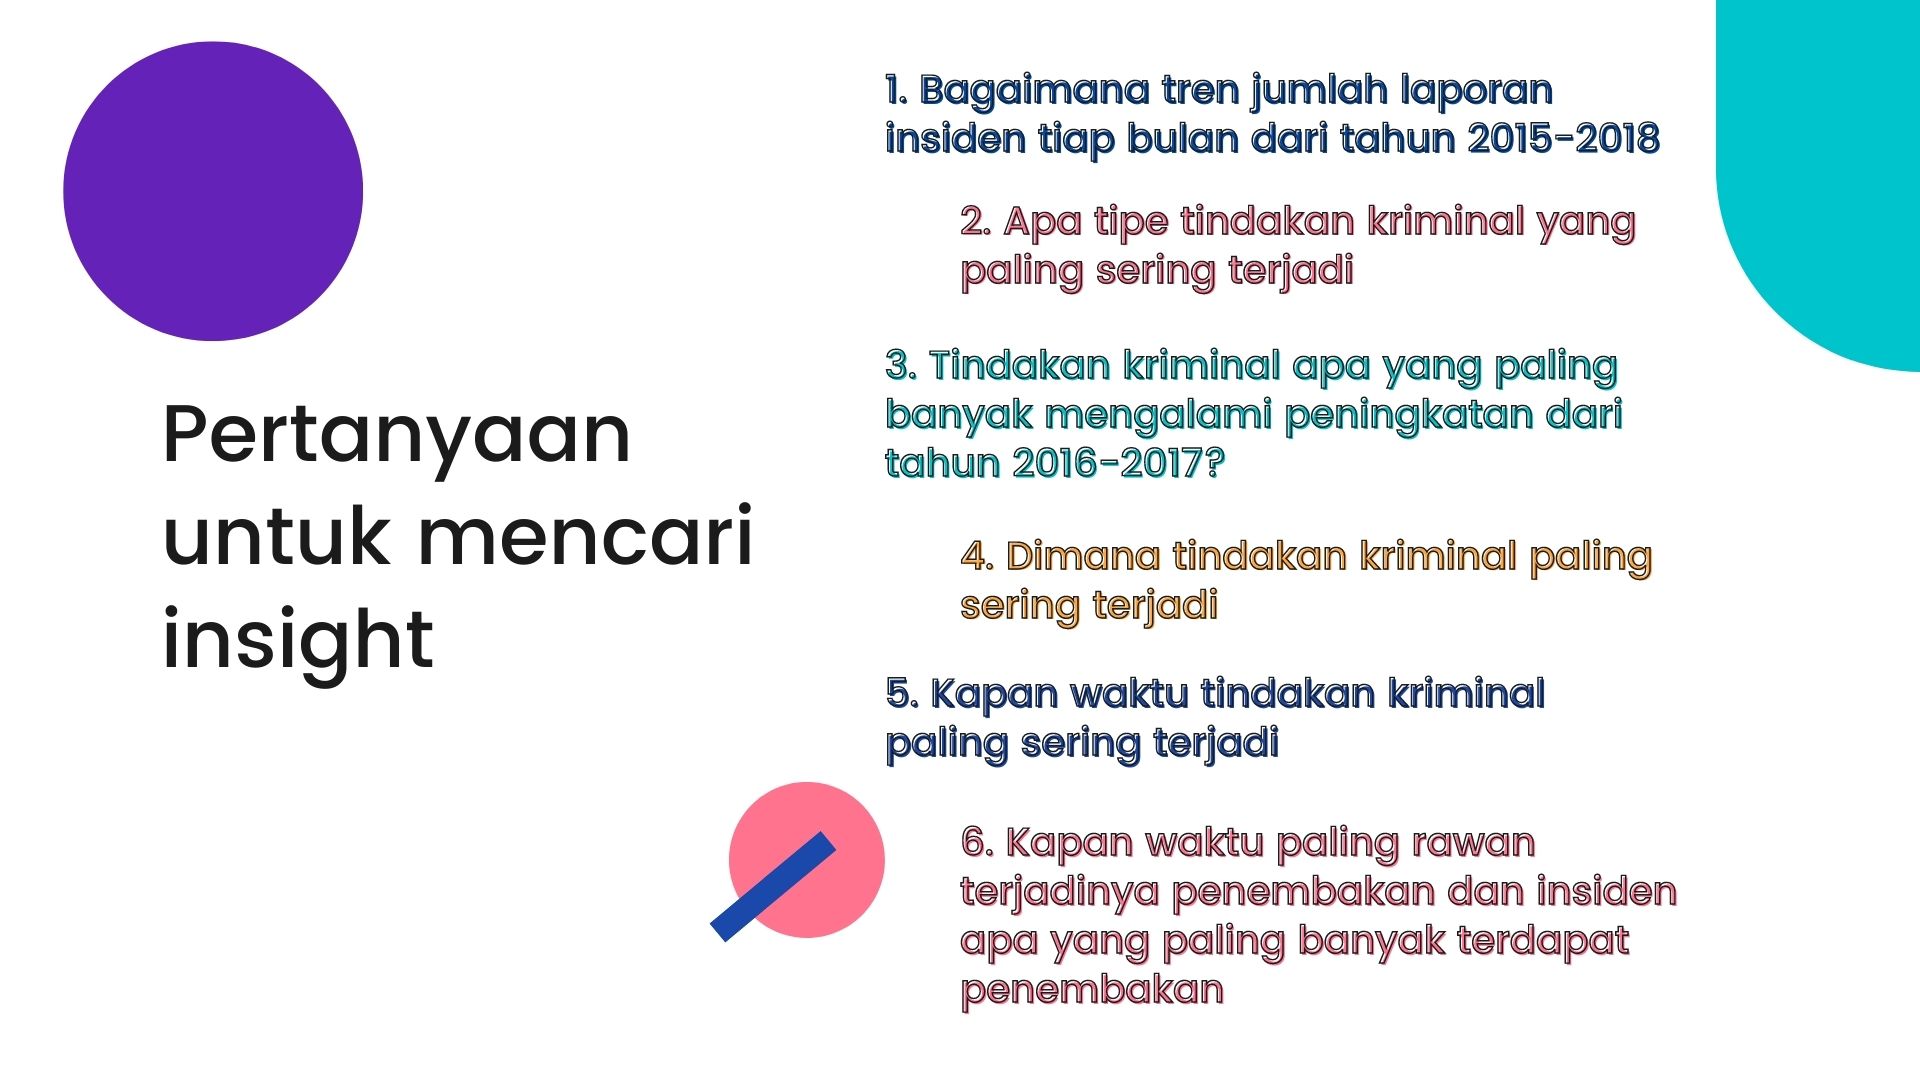 Pertanyaan
untuk mencari
insight
1. Bagaimana tren jumlah laporan
insiden tiap bulan dari tahun 2015-2018
2. Apa tipe tindakan kriminal yang
paling sering terjadi
3. Tindakan kriminal apa yang paling
banyak mengalami peningkatan dari
tahun 2016-2017?
4. Dimana tindakan kriminal paling
sering terjadi
5. Kapan waktu tindakan kriminal
paling sering terjadi
6. Kapan waktu paling rawan
terjadinya penembakan dan insiden
apa yang paling banyak terdapat
penembakan